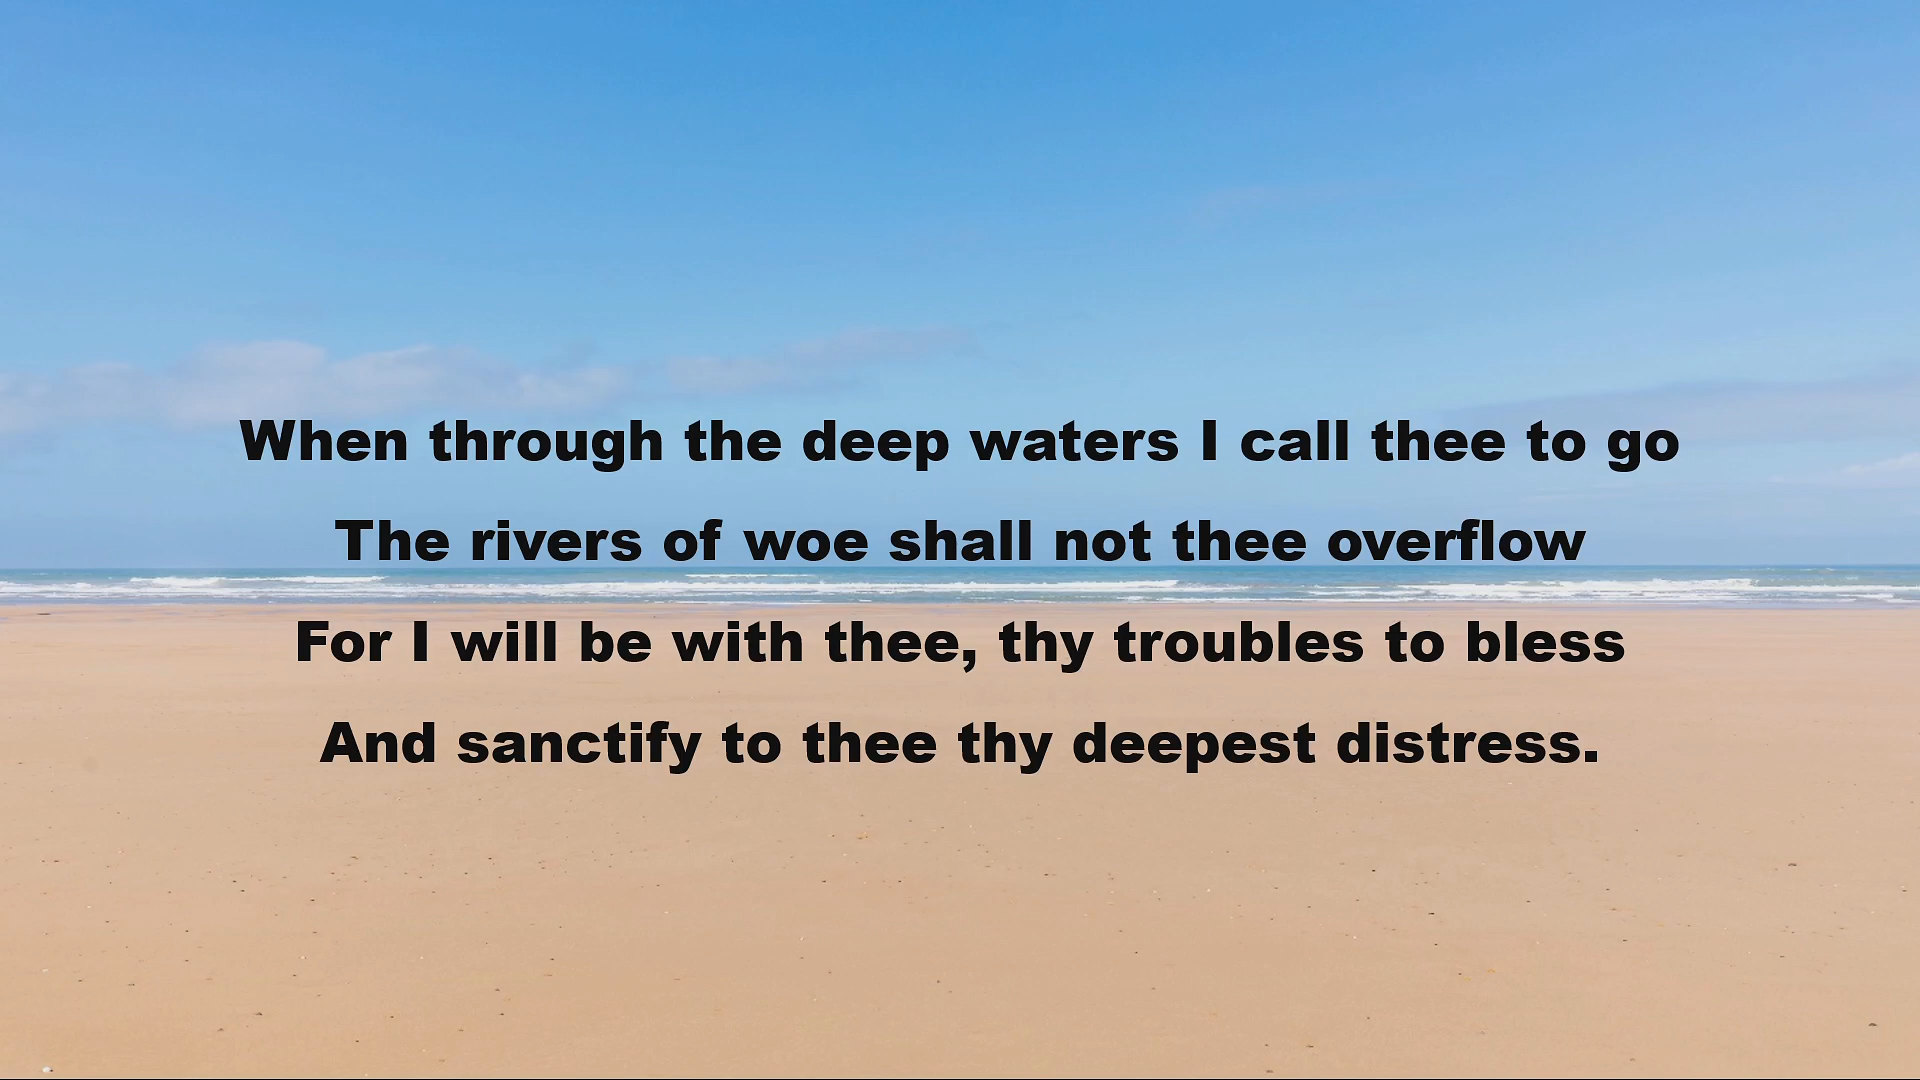 When through the deep waters I call thee to go
The rivers of woe shall not thee overflow
For I will be with thee, thy troubles to bless
And sanctify to thee thy deepest distress.